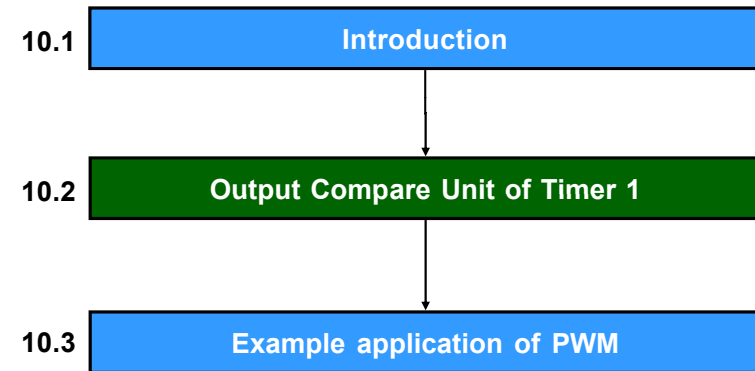 10.1 Introduction
10.2 Output Compare Unit of Timer 1
10.3 Example application of PWM